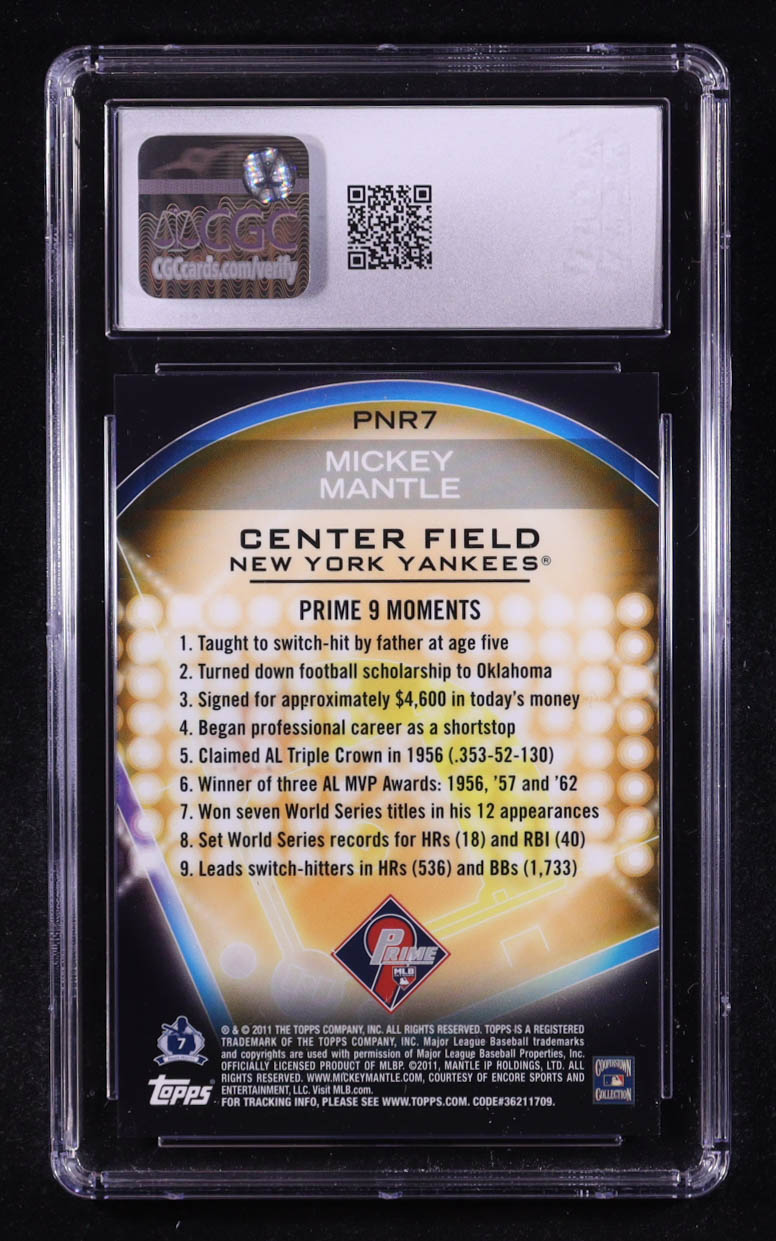 CGC
CGCcards.com/verify
PNR7
MICKEY
MANTLE
CENTER FIELD
NEW YORK YANKEES®
PRIME 9 MOMENTS
1. Taught to switch-hit by father at age five
2. Turned down football scholarship to Oklahoma
3. Signed for approximately $4,600 in today's money
4. Began professional career as a shortstop
5. Claimed AL Triple Crown in 1956 (.353-52-130)
6. Winner of three AL MVP Awards: 1956, '57 and '62
7. Won seven World Series titles in his 12 appearances
8. Set World Series records for HRs (18) and RBI (40)
9. Leads switch-hitters in HRs (536) and BBs (1,733)
PRIME
9
MLB
7
topps®
® & © 2011 THE TOPPS COMPANY, INC. ALL RIGHTS RESERVED. TOPPS IS A REGISTERED
TRADEMARK OF THE TOPPS COMPANY, INC. Major League Baseball trademarks
and copyrights are used with permission of Major League Baseball Properties, Inc.
OFFICIALLY LICENSED PRODUCT OF MLBP. ©2011, MANTLE IP HOLDINGS, LTD. ALL
RIGHTS RESERVED. WWW.MICKEYMANTLE.COM, COURTESY OF ENCORE SPORTS AND
ENTERTAINMENT, LLC. Visit MLB.com.
FOR TRACKING INFO, PLEASE SEE WWW.TOPPS.COM. CODE#36211709.
COOPERSTOWN
COLLECTION